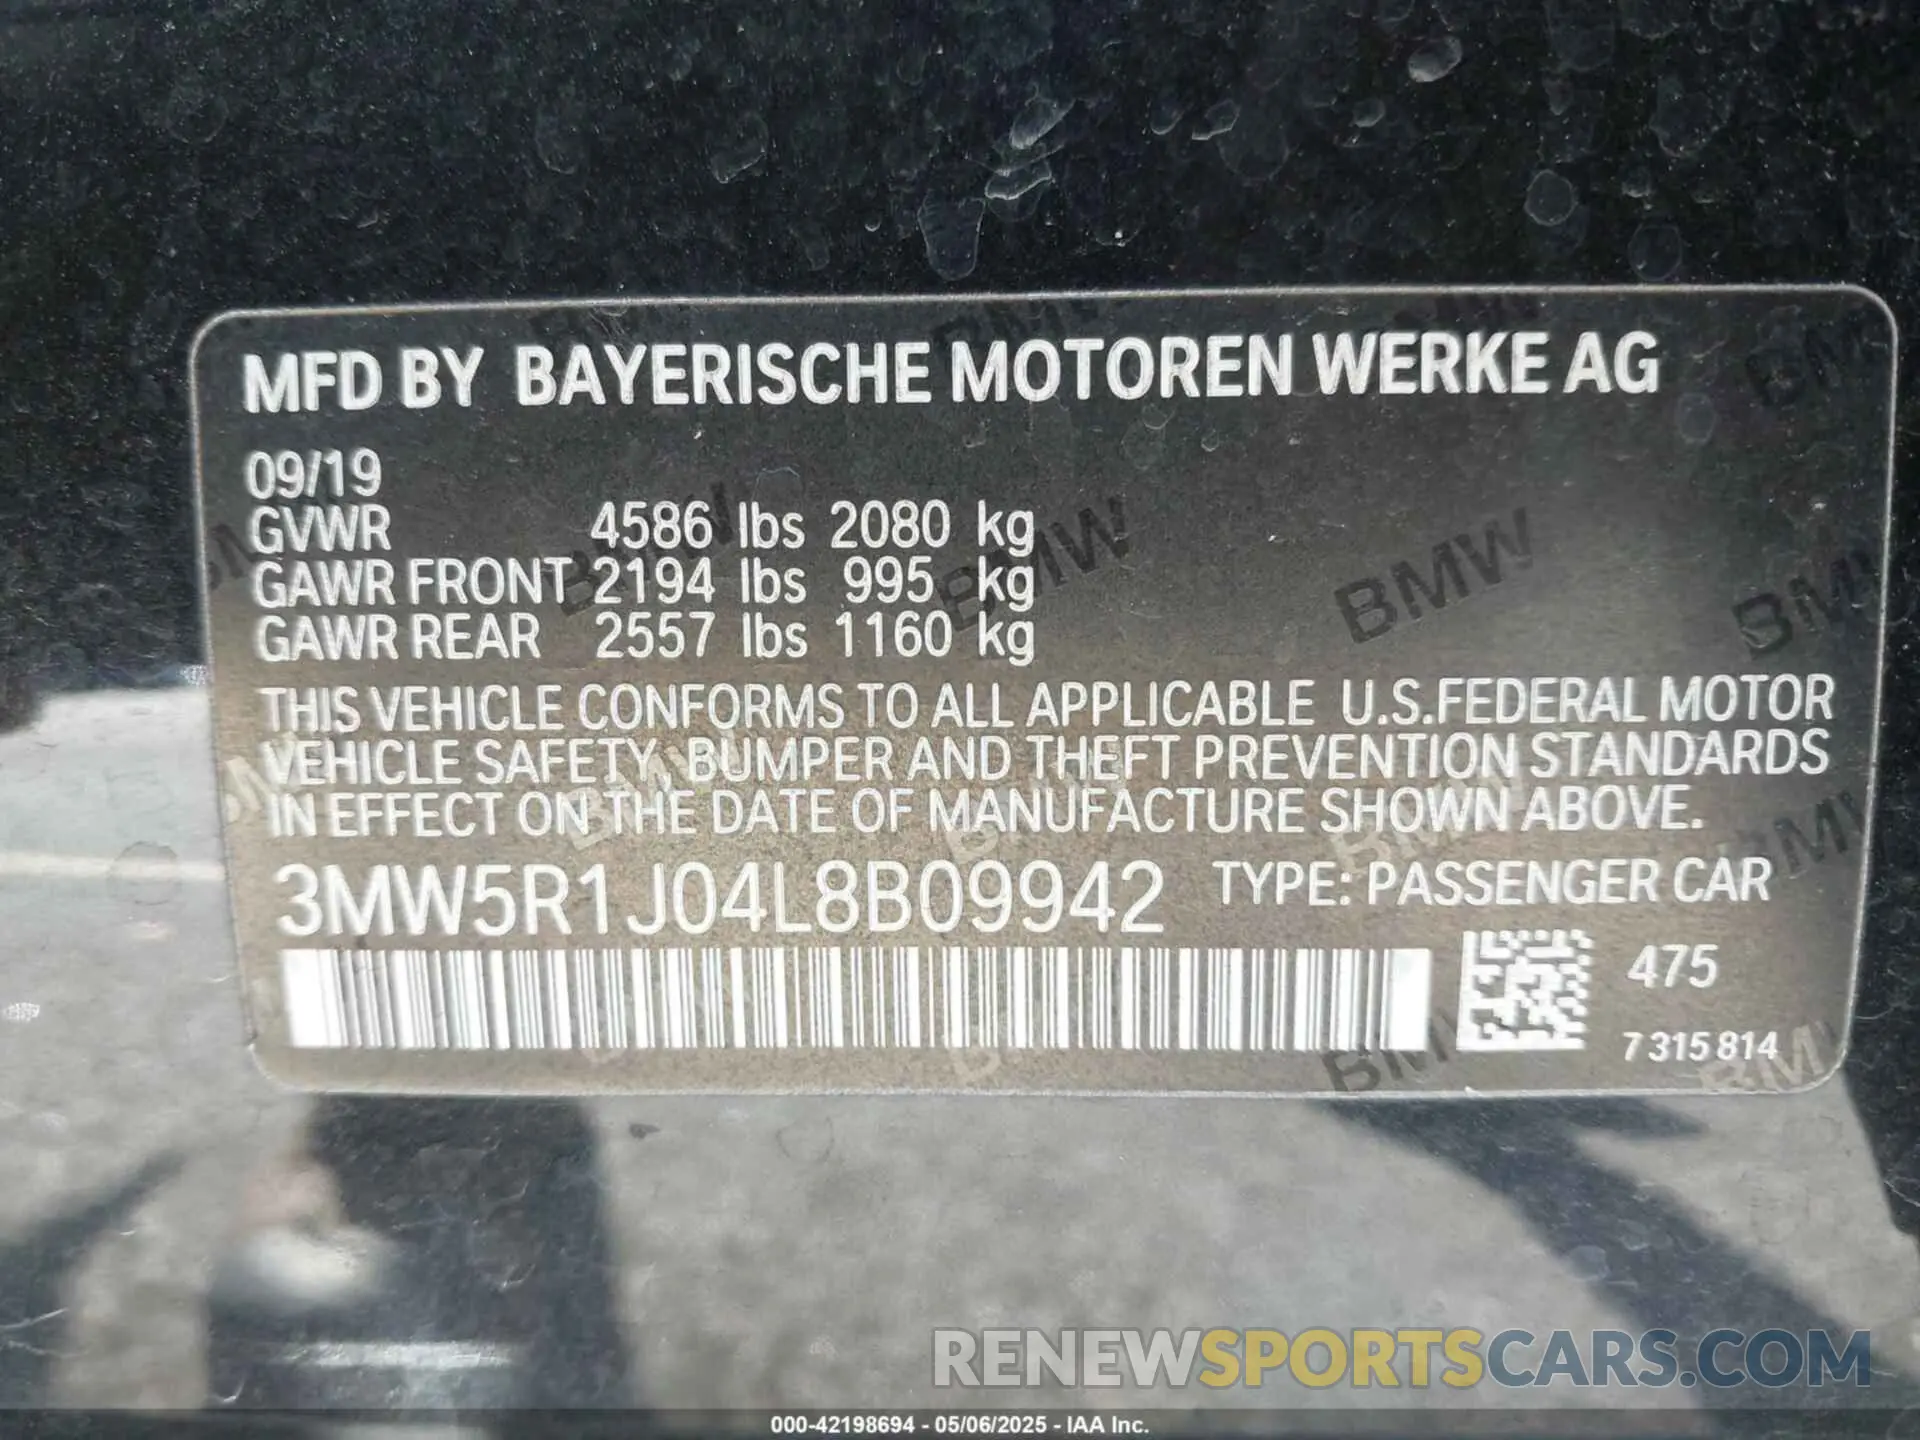 MFD BY BAYERISCHE MOTOREN WERKE AG
09/19
GVWR 4586 lbs 2080 kg
GAWR FRONT 2194 lbs 995 kg
GAWR REAR 2557 lbs 1160 kg
THIS VEHICLE CONFORMS TO ALL APPLICABLE U.S.FEDERAL MOTOR
VEHICLE SAFETY, BUMPER AND THEFT PREVENTION STANDARDS
IN EFFECT ON THE DATE OF MANUFACTURE SHOWN ABOVE.
3MW5R1J04L8B09942 TYPE: PASSENGER CAR
475
7 315 814
RENEWSPORTSCARS.COM
000-42198694 - 05/06/2025 - IAA Inc.